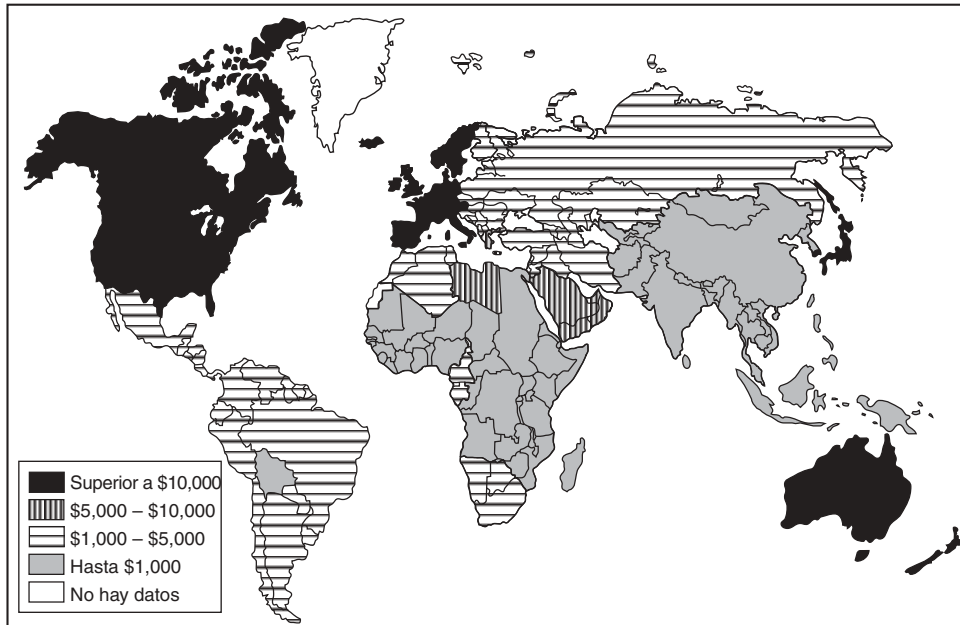 Superior a $10,000
$5,000 – $10,000
$1,000 – $5,000
Hasta $1,000
No hay datos